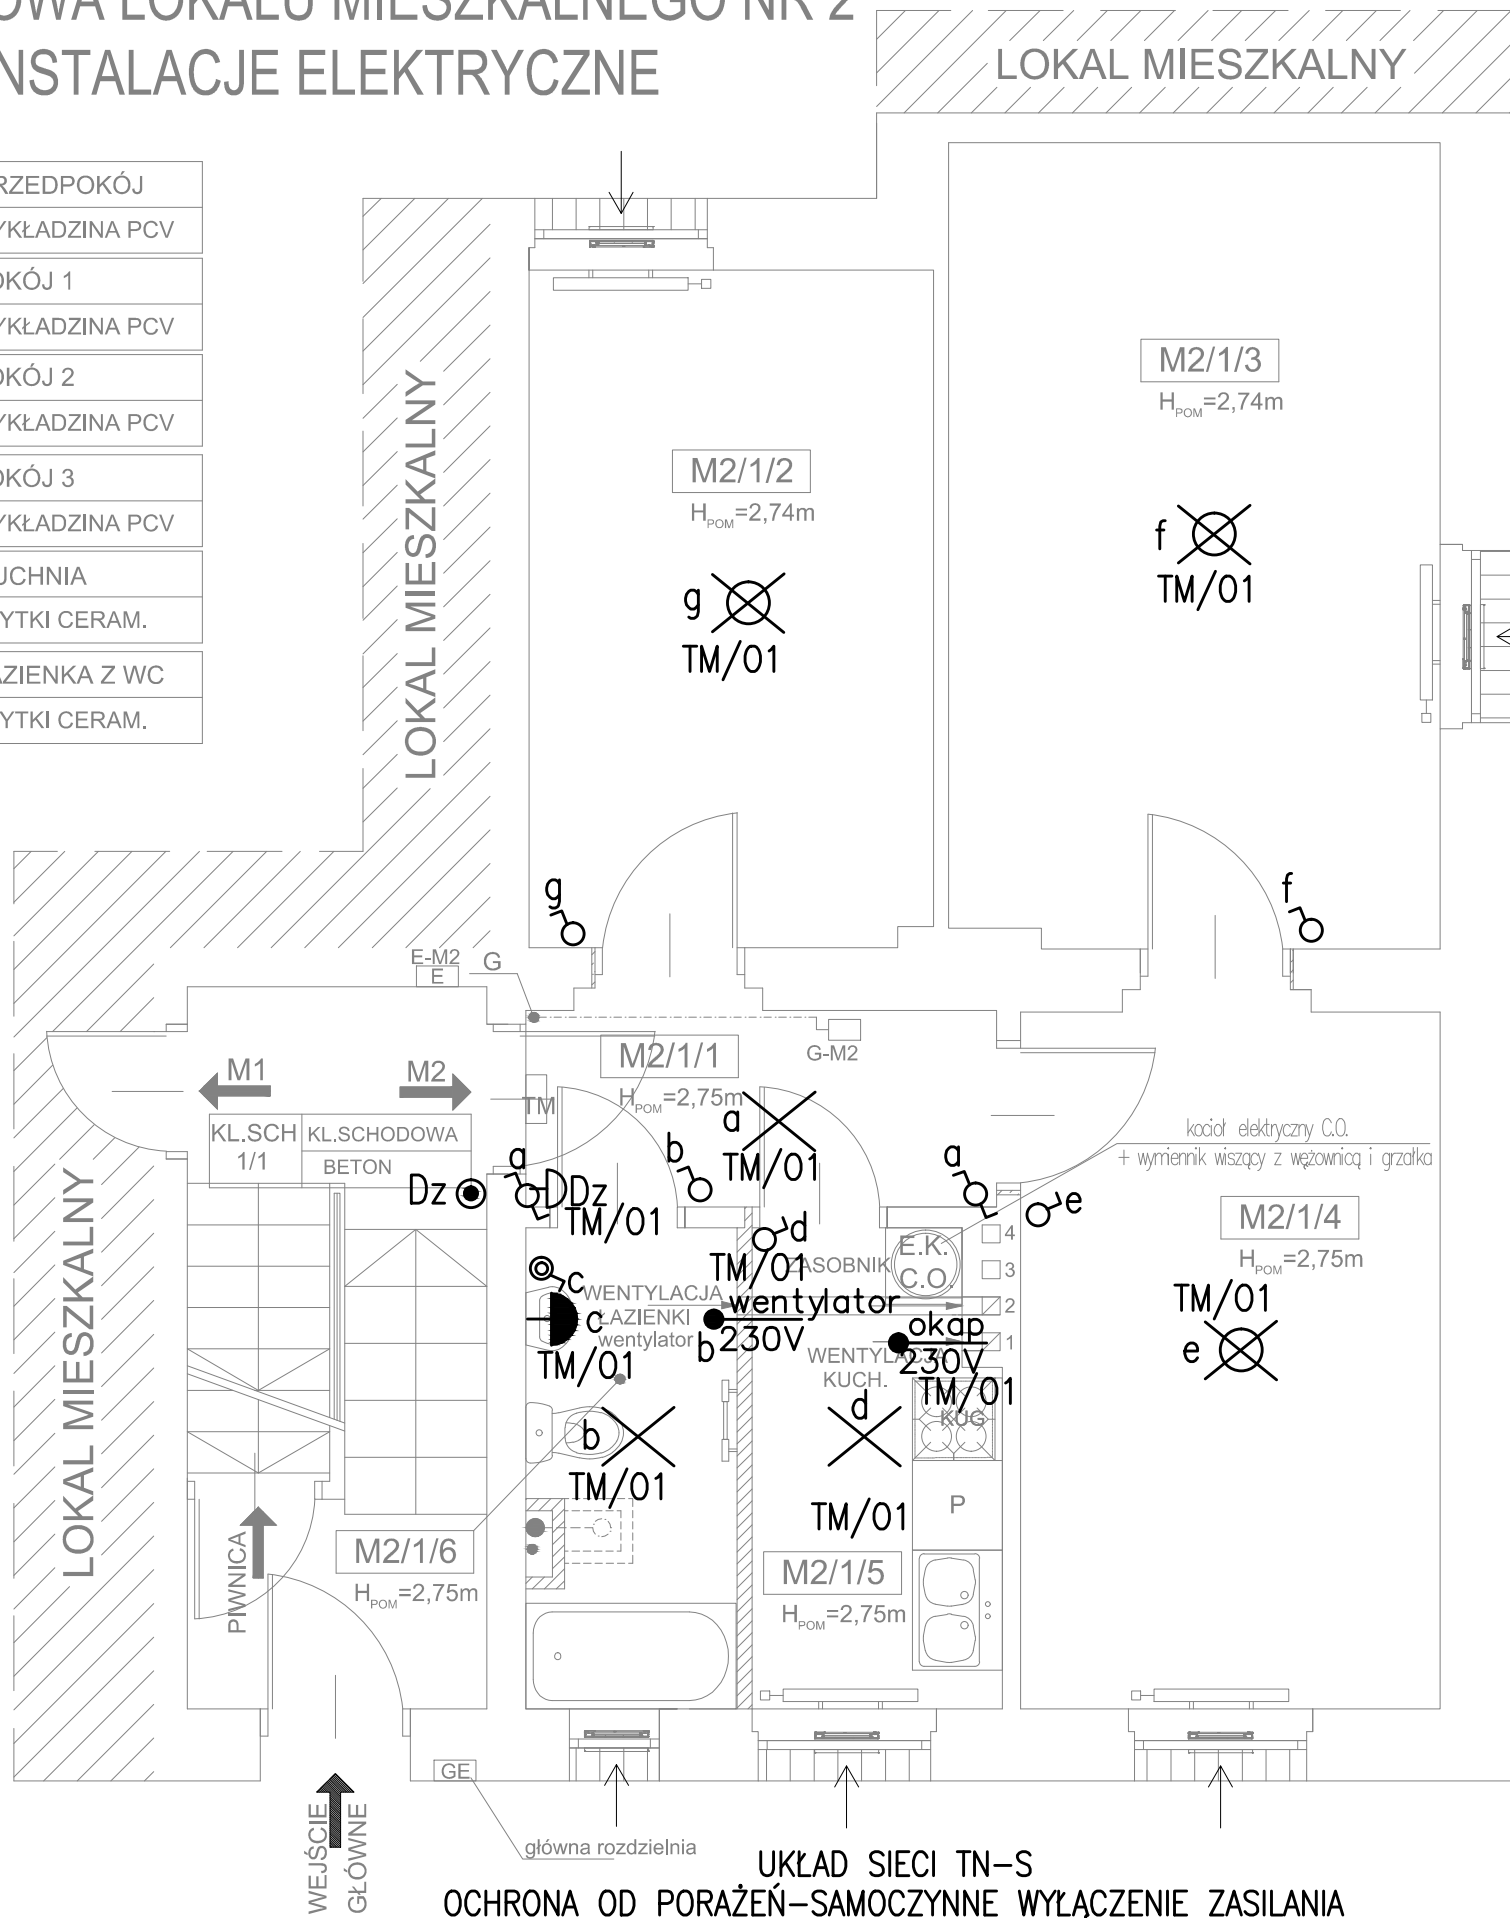 OWA LOKALU MIESZKALNEGO NR 2
NSTALACJE ELEKTRYCZNE
LOKAL MIESZKALNY
RZEDPOKÓJ
YKŁADZINA PCV
OKÓJ 1
YKŁADZINA PCV
OKÓJ 2
YKŁADZINA PCV
OKÓJ 3
YKŁADZINA PCV
UCHNIA
YTKI CERAM.
AZIENKA Z WC
YTKI CERAM.
LOKAL MIESZKALNY
M2/1/3
HPOM=2,74m
M2/1/2
HPOM=2,74m
f
TM/01
g
TM/01
g
f
E-M2
E
G
M2/1/1
HPOM=2,75m
G-M2
M1
M2
TM
KL.SCH
1/1
KL.SCHODOWA
BETON
a
TM/01
kocioł elektryczny C.O.
+ wymiennik wiszący z wężownicą i grzałką
a
b
a
Dz
Dz
TM/01
e
M2/1/4
HPOM=2,75m
d
TM/01
ZASOBNIK
E.K.
C.O.
4
3
2
1
c
WENTYLACJA
ŁAZIENKI
wentylator
c
TM/01
wentylator
230V
b
okap
230V
TM/01
WENTYLACJA
KUCH.
TM/01
e
LOKAL MIESZKALNY
b
TM/01
d
TM/01
KUG
P
M2/1/6
HPOM=2,75m
M2/1/5
HPOM=2,75m
PIWNICA
GE
WEJŚCIE
GŁÓWNE
główna rozdzielnia
UKŁAD SIECI TN-S
OCHRONA OD PORAŻEŃ-SAMOCZYNNE WYŁĄCZENIE ZASILANIA